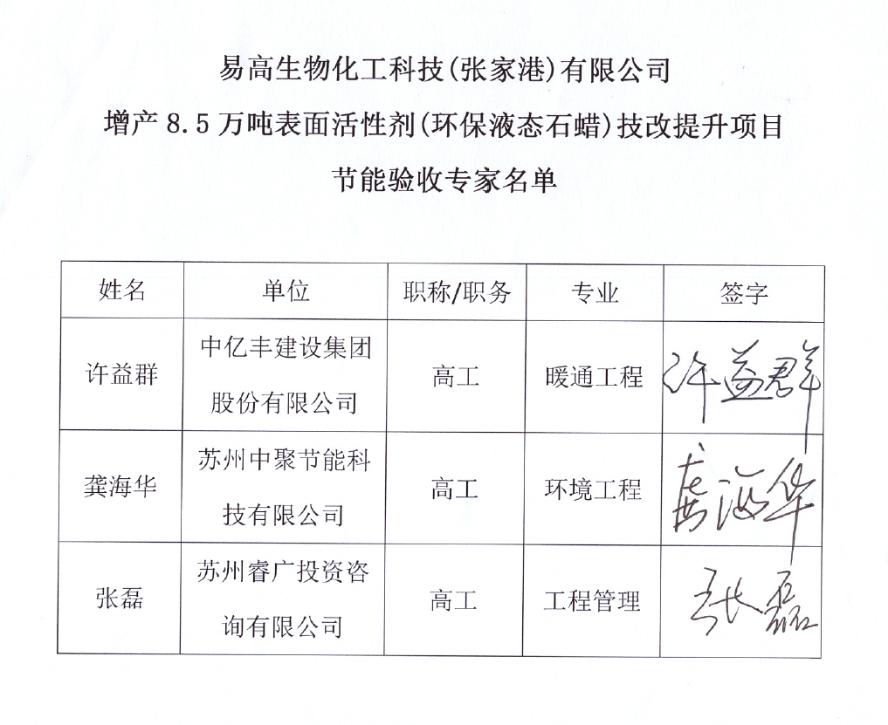 易高生物化工科技(张家港)有限公司
增产8.5万吨表面活性剂(环保液态石蜡)技改提升项目
节能验收专家名单
姓名 单位 职称/职务 专业 签字
许益群 中亿丰建设集团股份有限公司 高工 暖通工程 许益群
龚海华 苏州中聚节能科技有限公司 高工 环境工程 龚海华
张磊 苏州睿广投资咨询有限公司 高工 工程管理 张磊